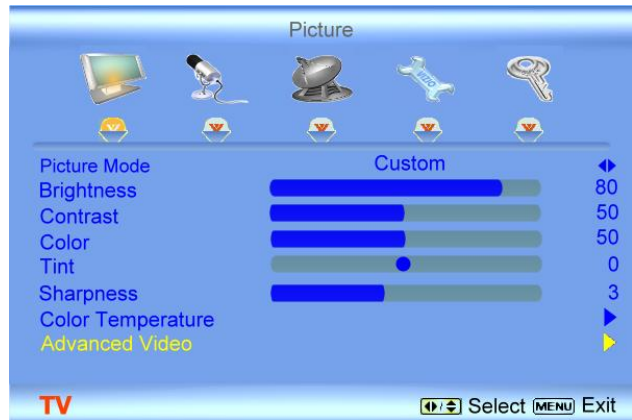 Picture
VIZIO
Picture Mode Custom
Brightness 80
Contrast 50
Color 50
Tint 0
Sharpness 3
Color Temperature
Advanced Video
TV Select MENU Exit